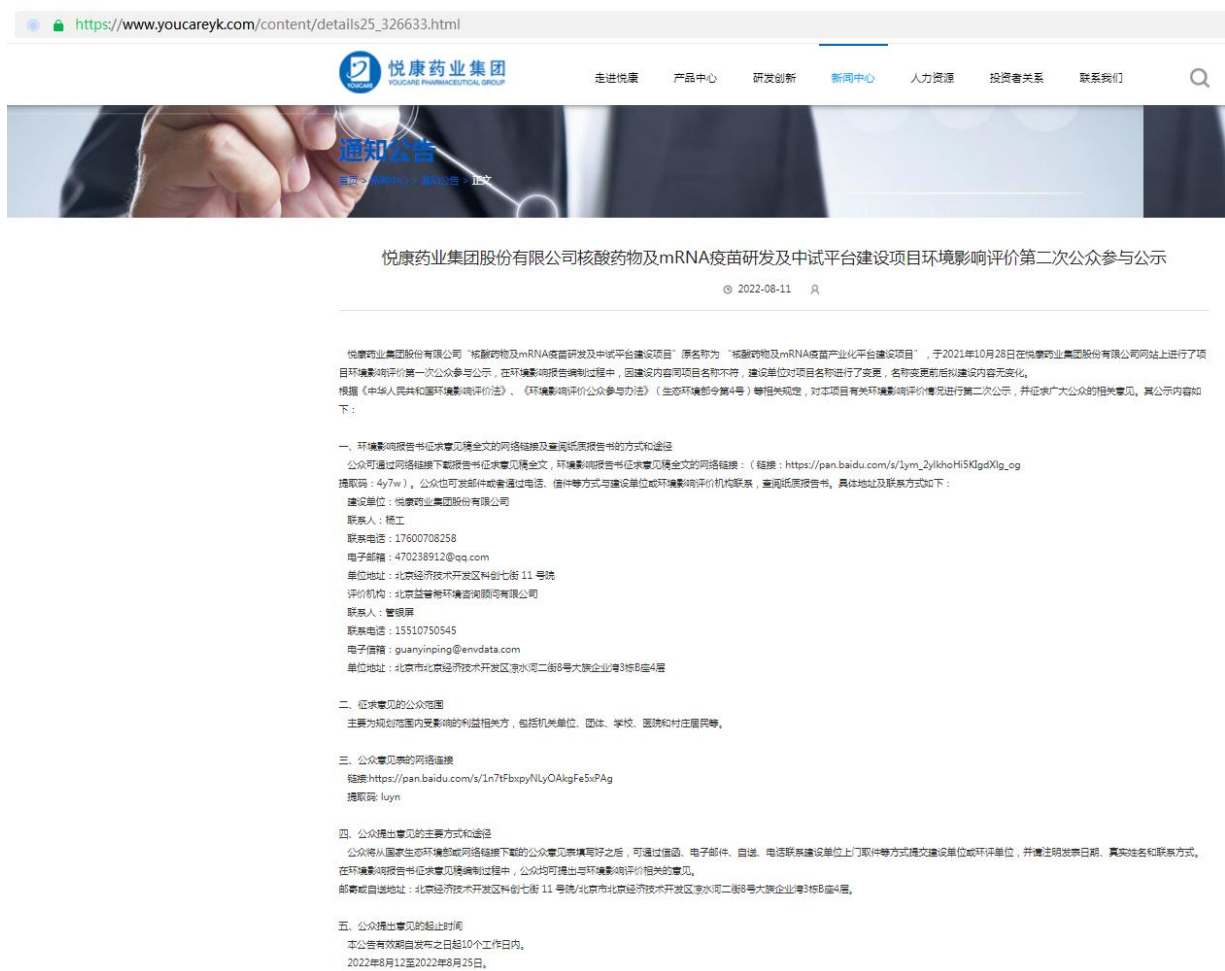 https://www.youcareyk.com/content/details25_326633.html
悦康药业集团
YOUCARE PHARMACEUTICAL GROUP
YOUCARE
走进悦康 产品中心 研发创新 新闻中心 人力资源 投资者关系 联系我们
通知公告
首页 > 新闻中心 > 通知公告 > 正文
悦康药业集团股份有限公司核酸药物及mRNA疫苗研发及中试平台建设项目环境影响评价第二次公众参与公示
2022-08-11
悦康药业集团股份有限公司“核酸药物及mRNA疫苗研发及中试平台建设项目”原名称为 “核酸药物及mRNA疫苗产业化平台建设项目”，于2021年10月28日在悦康药业集团股份有限公司网站上进行了项
目环境影响评价第一次公众参与公示，在环境影响报告编制过程中，因建设内容同项目名称不符，建设单位对项目名称进行了变更，名称变更前后拟建设内容无变化。
根据《中华人民共和国环境影响评价法》、《环境影响评价公众参与办法》（生态环境部令第4号）等相关规定，对本项目有关环境影响评价情况进行第二次公示，并征求广大公众的相关意见。其公示内容如
下：
一、环境影响报告书征求意见稿全文的网络链接及查阅纸质报告书的方式和途径
公众可通过网络链接下载报告书征求意见稿全文，环境影响报告书征求意见稿全文的网络链接：（链接：https://pan.baidu.com/s/1ym_2ylkhoHi5KIgdXlg_og
提取码：4y7w）。公众也可发邮件或者通过电话、信件等方式与建设单位或环境影响评价机构联系，查阅纸质报告书。具体地址及联系方式如下：
建设单位：悦康药业集团股份有限公司
联系人：杨工
联系电话：17600708258
电子邮箱：470238912@qq.com
单位地址：北京经济技术开发区科创七街 11 号院
评价机构：北京益普希环境咨询顾问有限公司
联系人：管银屏
联系电话：15510750545
电子信箱：guanyinping@envdata.com
单位地址：北京市北京经济技术开发区凉水河二街8号大族企业湾3栋B座4层
二、征求意见的公众范围
主要为规划范围内受影响的利益相关方，包括机关单位、团体、学校、医院和村庄居民等。
三、公众意见表的网络连接
链接:https://pan.baidu.com/s/1n7tFbxpyNLyOAkgFe5xPAg
提取码: luyn
四、公众提出意见的主要方式和途径
公众将从国家生态环境部或网络链接下载的公众意见表填写好之后，可通过信函、电子邮件、自送、电话联系建设单位上门取件等方式提交建设单位或环评单位，并请注明发表日期、真实姓名和联系方式。
在环境影响报告书征求意见稿编制过程中，公众均可提出与环境影响评价相关的意见。
邮寄或自送地址：北京经济技术开发区科创七街 11 号院/北京市北京经济技术开发区凉水河二街8号大族企业湾3栋B座4层。
五、公众提出意见的起止时间
本公告有效期自发布之日起10个工作日内。
2022年8月12至2022年8月25日。